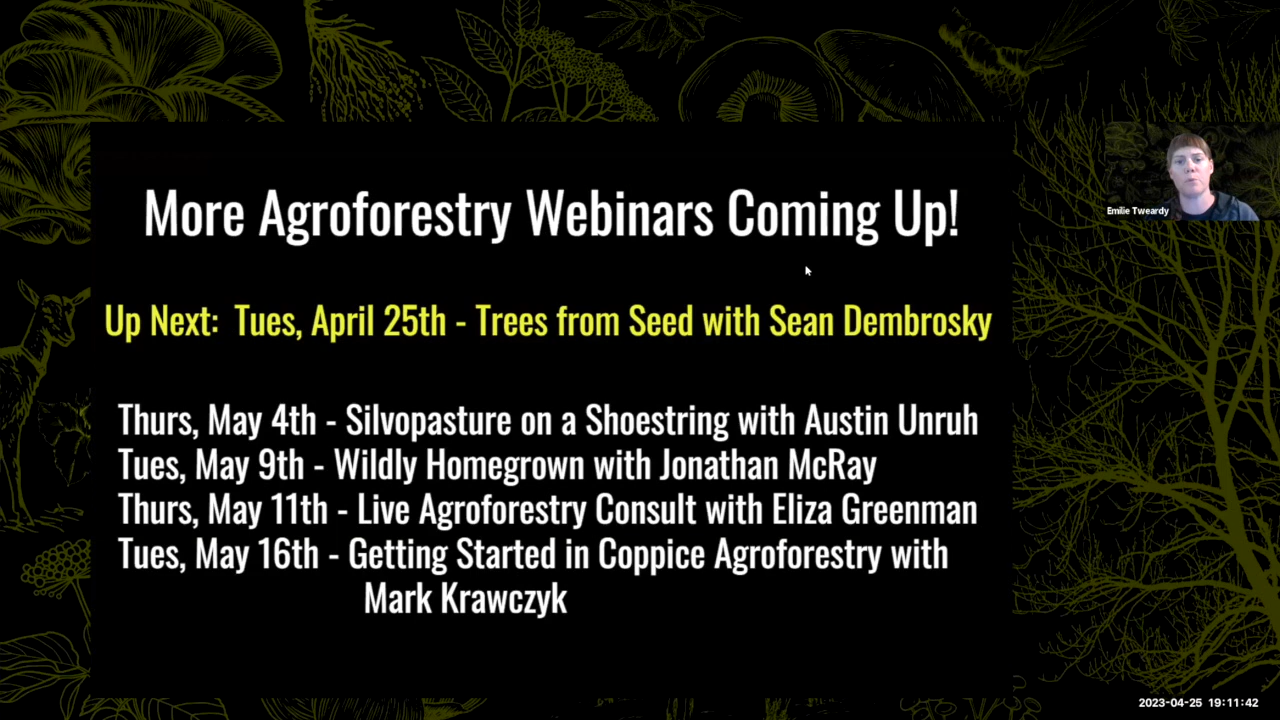 More Agroforestry Webinars Coming Up!
Emilie Tweardy
Up Next: Tues, April 25th - Trees from Seed with Sean Dembrosky
Thurs, May 4th - Silvopasture on a Shoestring with Austin Unruh
Tues, May 9th - Wildly Homegrown with Jonathan McRay
Thurs, May 11th - Live Agroforestry Consult with Eliza Greenman
Tues, May 16th - Getting Started in Coppice Agroforestry with
Mark Krawczyk
2023-04-25 19:11:42